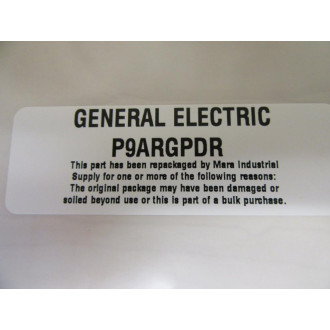 GENERAL ELECTRIC
P9ARGPDR
This part has been repackaged by Mara Industrial
Supply for one or more of the following reasons:
The original package may have been damaged or
soiled beyond use or this is part of a bulk purchase.